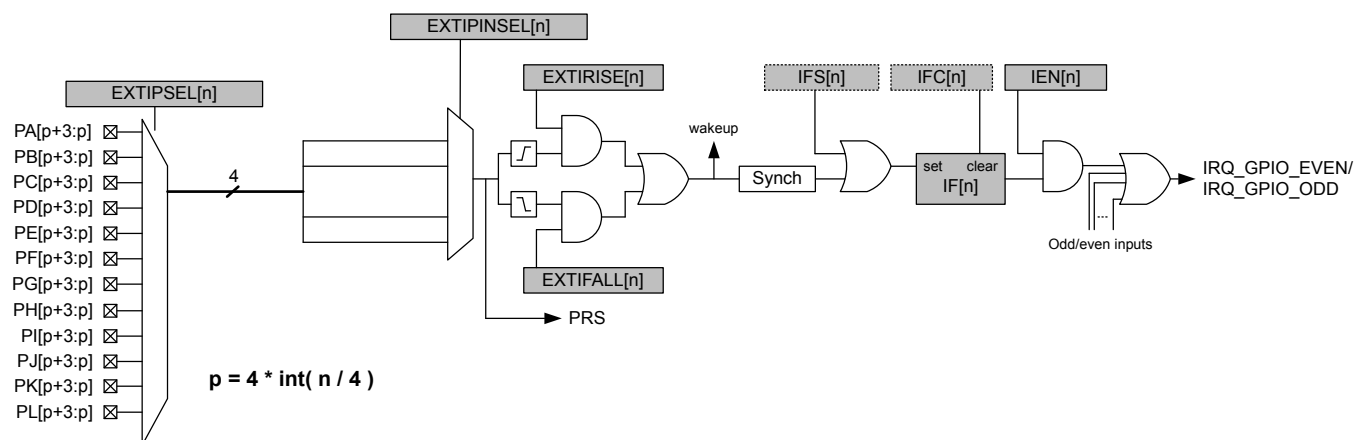 EXTIPINSEL[n]
EXTIPSEL[n]
EXTIRISE[n]
IFS[n]
IFC[n]
IEN[n]
PA[p+3:p]
PB[p+3:p]
PC[p+3:p]
PD[p+3:p]
PE[p+3:p]
PF[p+3:p]
PG[p+3:p]
PH[p+3:p]
PI[p+3:p]
PJ[p+3:p]
PK[p+3:p]
PL[p+3:p]
4
wakeup
Synch
set clear
IF[n]
IRQ_GPIO_EVEN/
IRQ_GPIO_ODD
...
Odd/even inputs
EXTIFALL[n]
PRS
p = 4 * int( n / 4 )